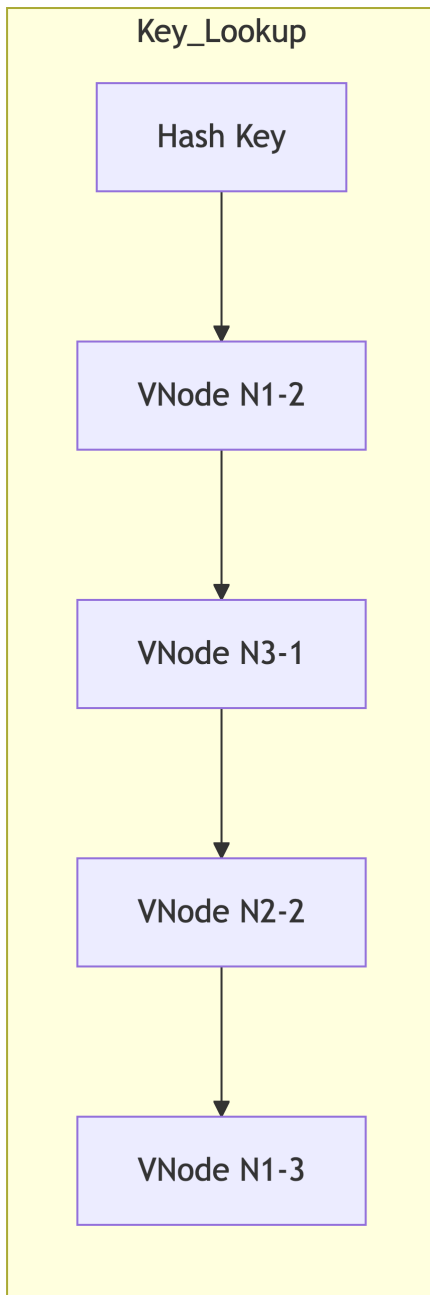 Key_Lookup
Hash Key
VNode N1-2
VNode N3-1
VNode N2-2
VNode N1-3